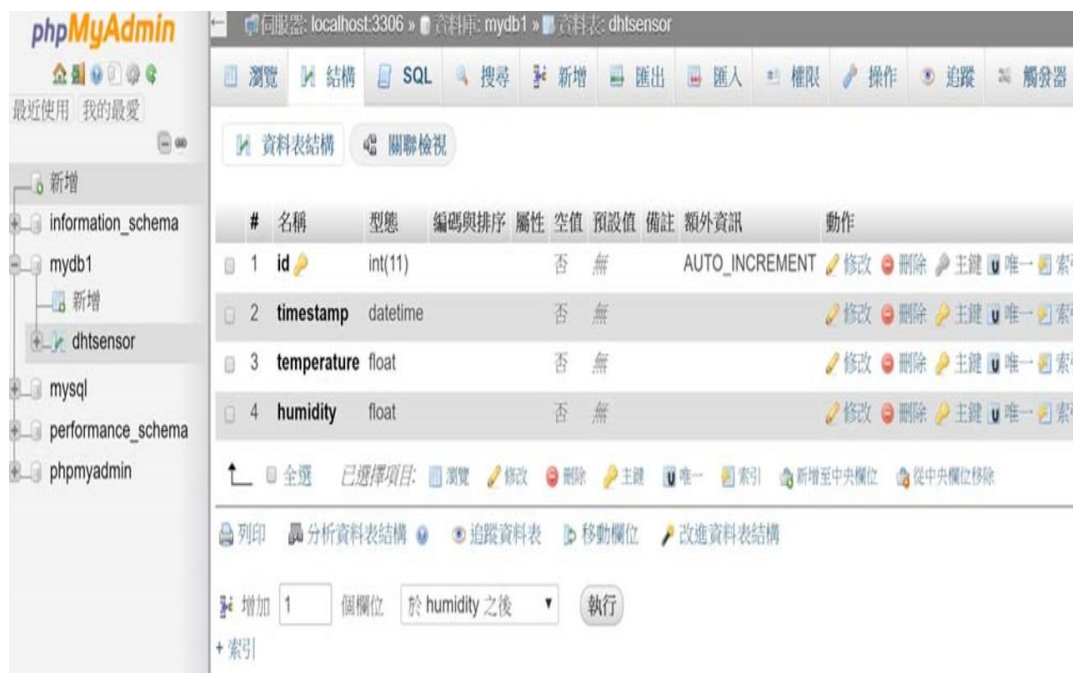 phpMyAdmin
最近使用 我的最愛
新增
information_schema
mydb1
新增
dhtsensor
mysql
performance_schema
phpmyadmin
伺服器: localhost:3306 » 資料庫: mydb1 » 資料表: dhtsensor
瀏覽 結構 SQL 搜尋 新增 匯出 匯入 權限 操作 追蹤 觸發器
資料表結構 關聯檢視
# 名稱 型態 編碼與排序 屬性 空值 預設值 備註 額外資訊 動作
1 id int(11) 否 無 AUTO_INCREMENT 修改 刪除 主鍵 唯一 索
2 timestamp datetime 否 無 修改 刪除 主鍵 唯一 索
3 temperature float 否 無 修改 刪除 主鍵 唯一 索
4 humidity float 否 無 修改 刪除 主鍵 唯一 索
全選 已選擇項目: 瀏覽 修改 刪除 主鍵 唯一 索引 新增至中央欄位 從中央欄位移除
列印 分析資料表結構 追蹤資料表 移動欄位 改進資料表結構
增加 1 個欄位 於 humidity 之後 執行
+ 索引